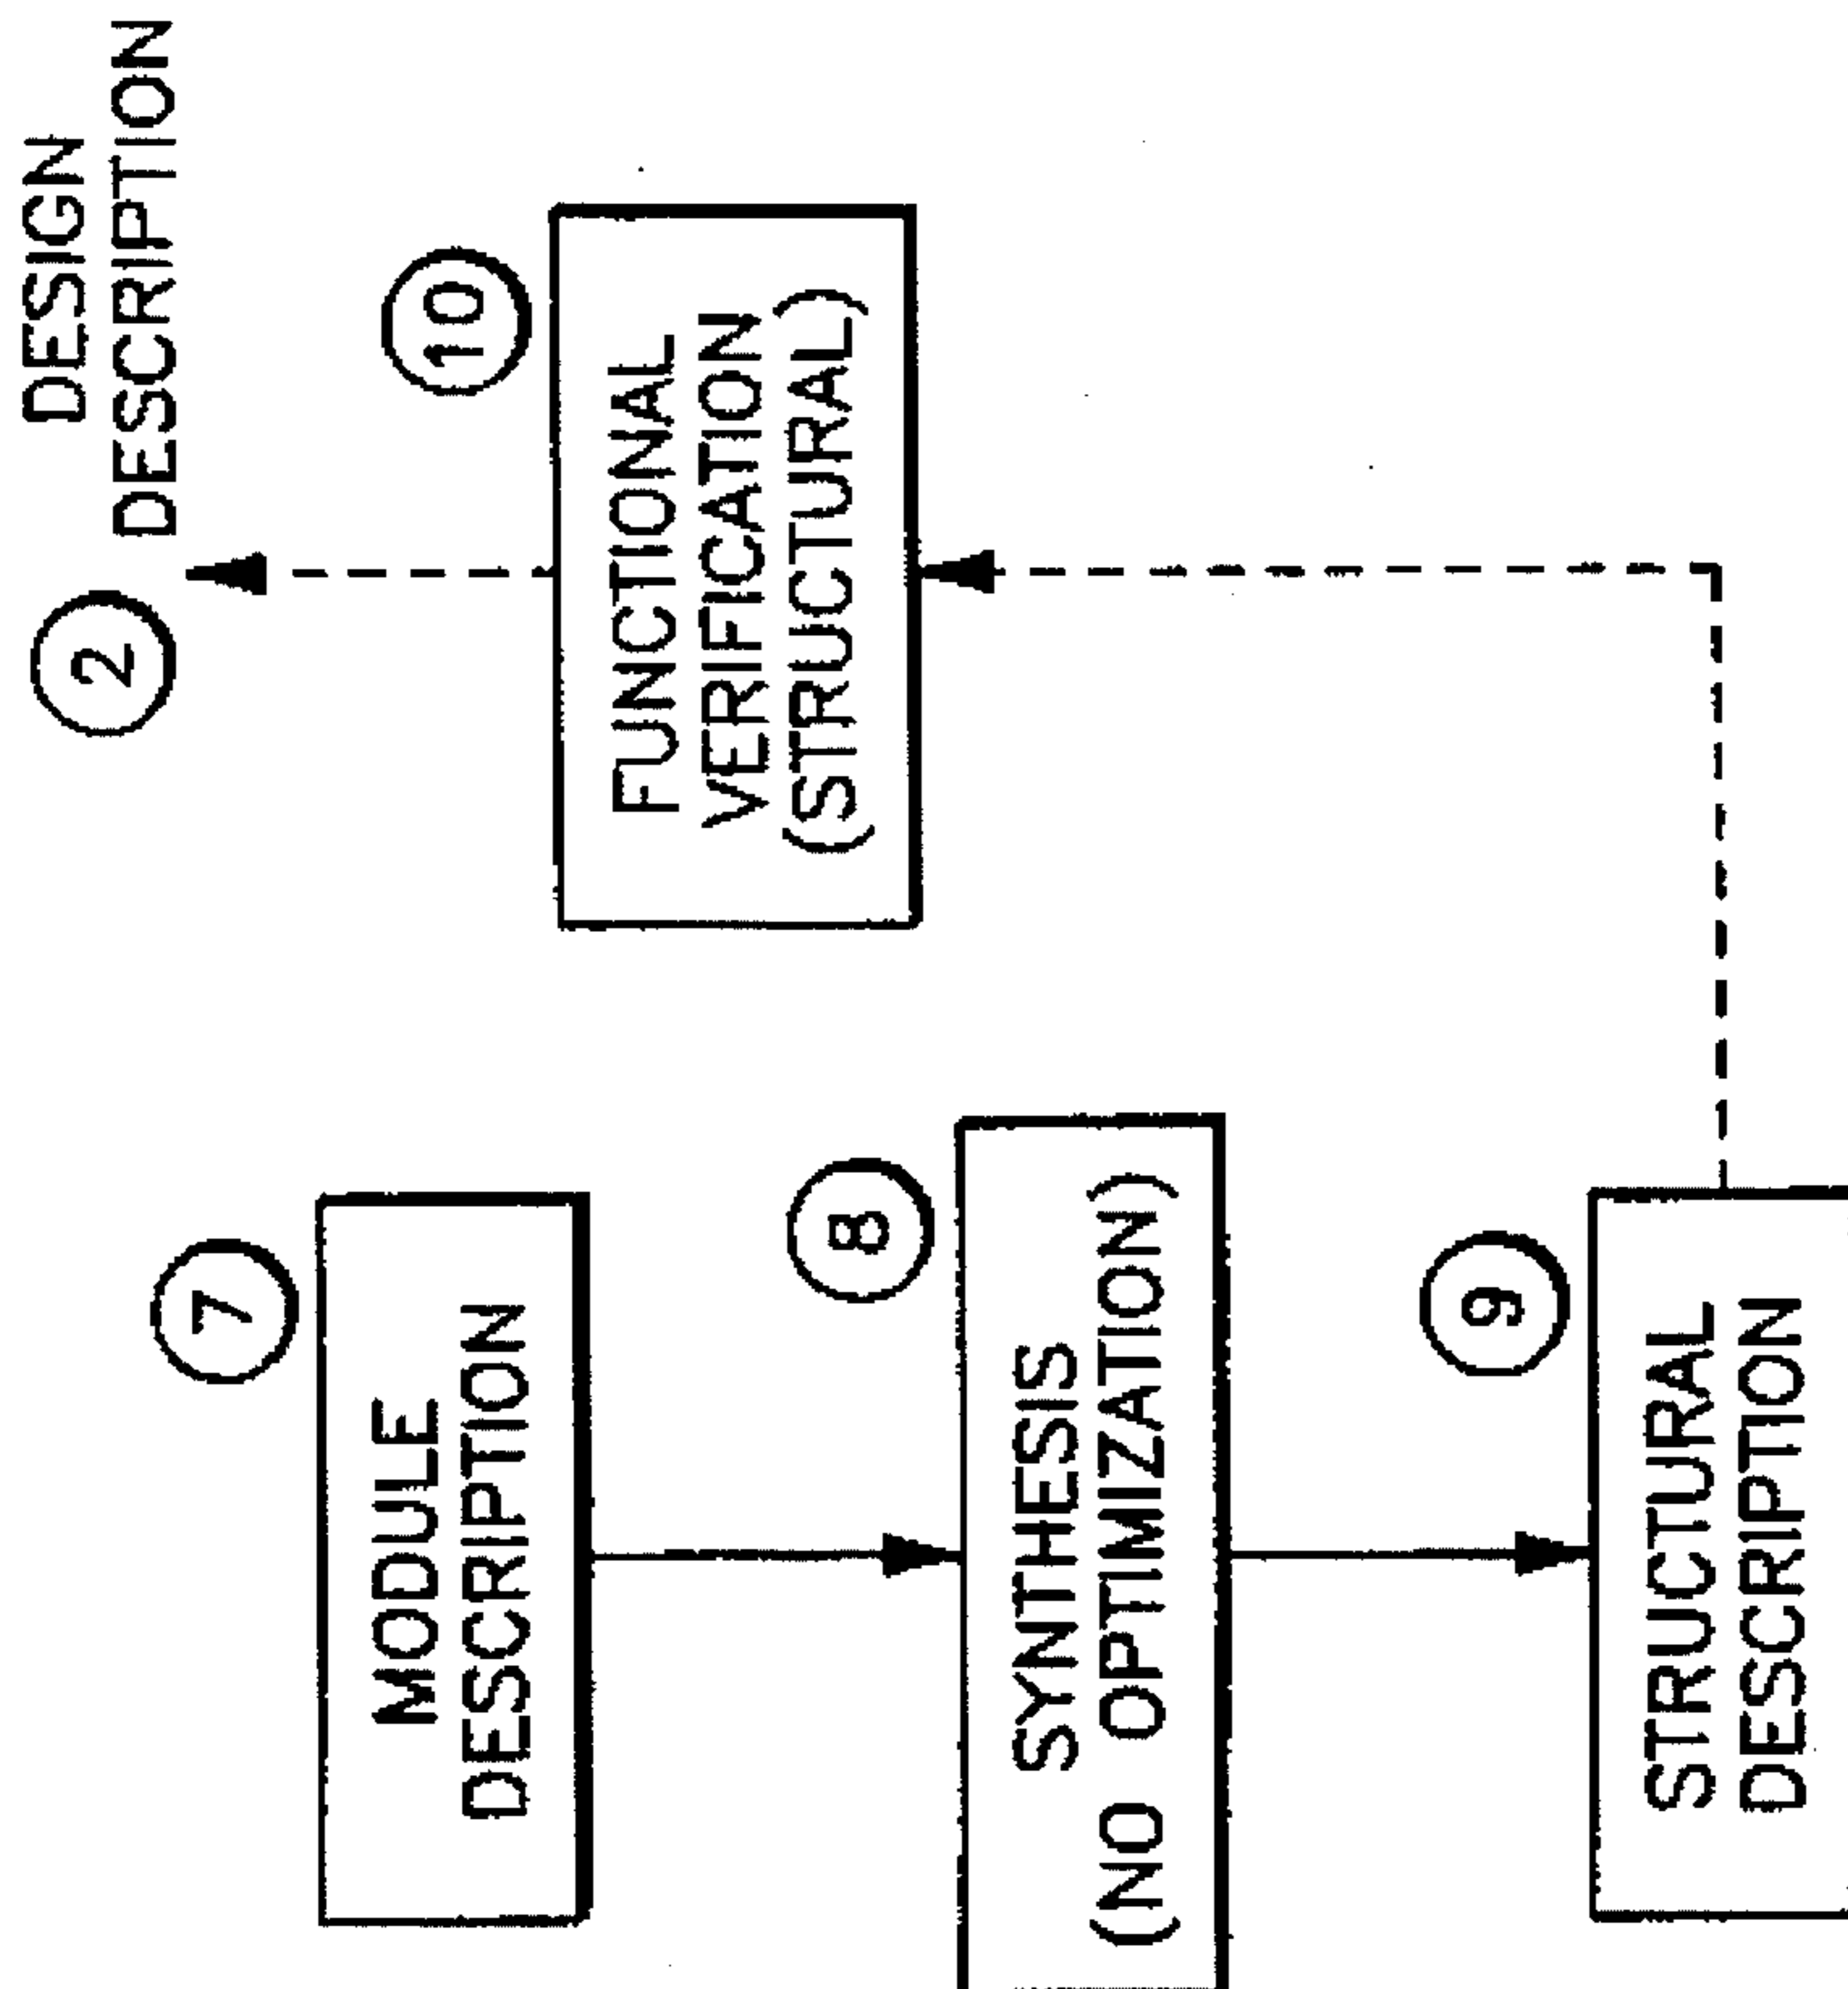 2
DESIGN
DESCRIPTION
7
MODULE
DESCRIPTION
10
FUNCTIONAL
VERIFICATION
(STRUCTURAL)
8
SYNTHESIS
(NO OPTIMIZATION)
9
STRUCTURAL
DESCRIPTION